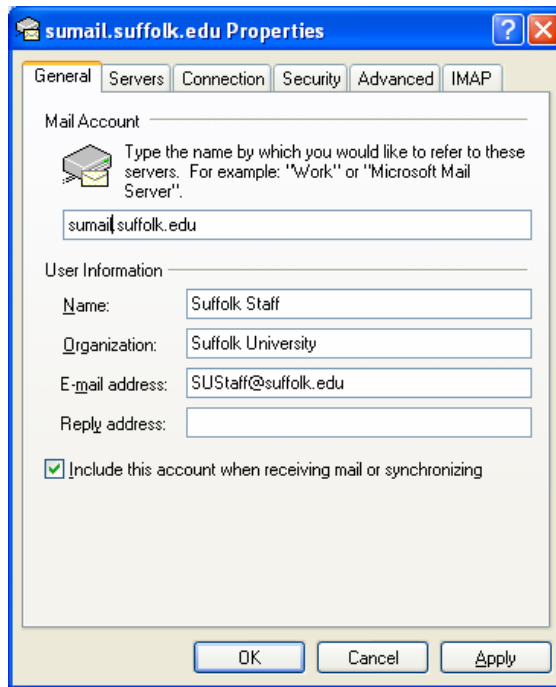 sumail.suffolk.edu Properties
General Servers Connection Security Advanced IMAP
Mail Account
Type the name by which you would like to refer to these
servers. For example: "Work" or "Microsoft Mail
Server".
sumail.suffolk.edu
User Information
Name: Suffolk Staff
Organization: Suffolk University
E-mail address: SUStaff@suffolk.edu
Reply address:
Include this account when receiving mail or synchronizing
OK Cancel Apply